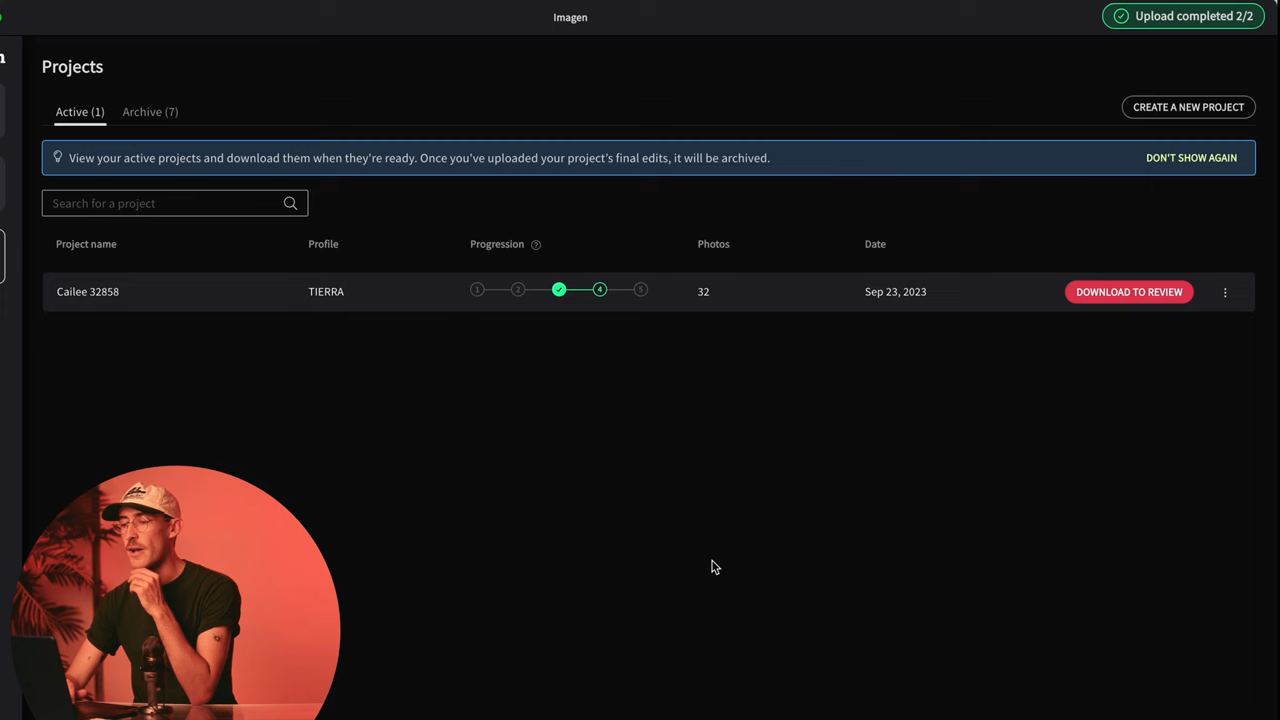 Imagen
Upload completed 2/2
Projects
Active (1) Archive (7)
CREATE A NEW PROJECT
View your active projects and download them when they're ready. Once you've uploaded your project's final edits, it will be archived.
DON'T SHOW AGAIN
Search for a project
Project name Profile Progression ? Photos Date
Cailee 32858 TIERRA 1 2 4 5 32 Sep 23, 2023 DOWNLOAD TO REVIEW